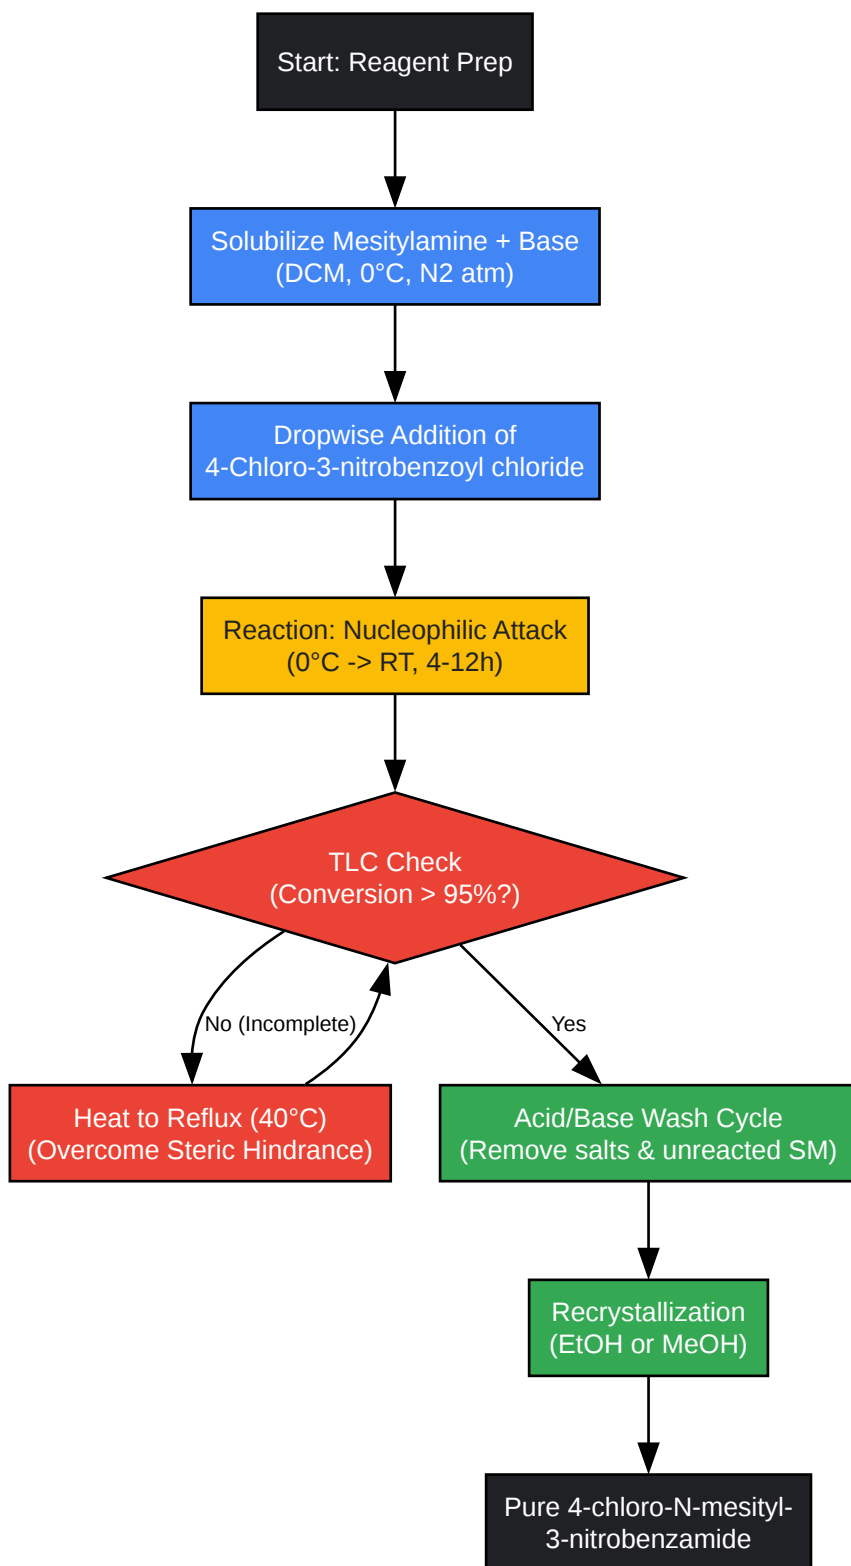 Start: Reagent Prep
Solubilize Mesitylamine + Base
(DCM, 0°C, N2 atm)
Dropwise Addition of
4-Chloro-3-nitrobenzoyl chloride
Reaction: Nucleophilic Attack
(0°C -> RT, 4-12h)
TLC Check
(Conversion > 95%?)
No (Incomplete)
Yes
Heat to Reflux (40°C)
(Overcome Steric Hindrance)
Acid/Base Wash Cycle
(Remove salts & unreacted SM)
Recrystallization
(EtOH or MeOH)
Pure 4-chloro-N-mesityl-
3-nitrobenzamide